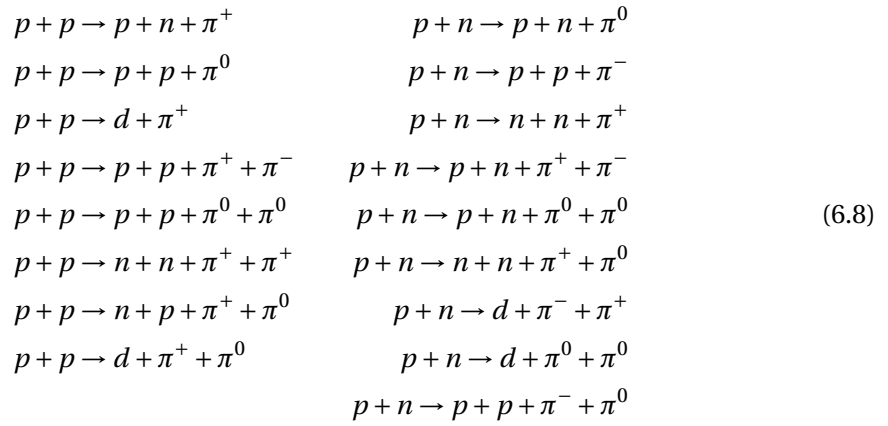 p + p → p + n + π⁺ p + n → p + n + π⁰
p + p → p + p + π⁰ p + n → p + p + π⁻
p + p → d + π⁺ p + n → n + n + π⁺
p + p → p + p + π⁺ + π⁻ p + n → p + n + π⁺ + π⁻
p + p → p + p + π⁰ + π⁰ p + n → p + n + π⁰ + π⁰ (6.8)
p + p → n + n + π⁺ + π⁺ p + n → n + n + π⁺ + π⁰
p + p → n + p + π⁺ + π⁰ p + n → d + π⁻ + π⁺
p + p → d + π⁺ + π⁰ p + n → d + π⁰ + π⁰
p + n → p + p + π⁻ + π⁰